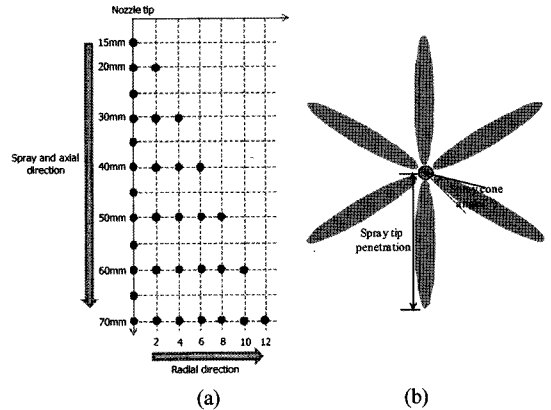 Nozzle tip
15mm
20mm
30mm
Spray and axial
direction
40mm
50mm
60mm
70mm
2 4 6 8 10 12
Radial direction
(a)
cone
Spray tip
penetration
(b)